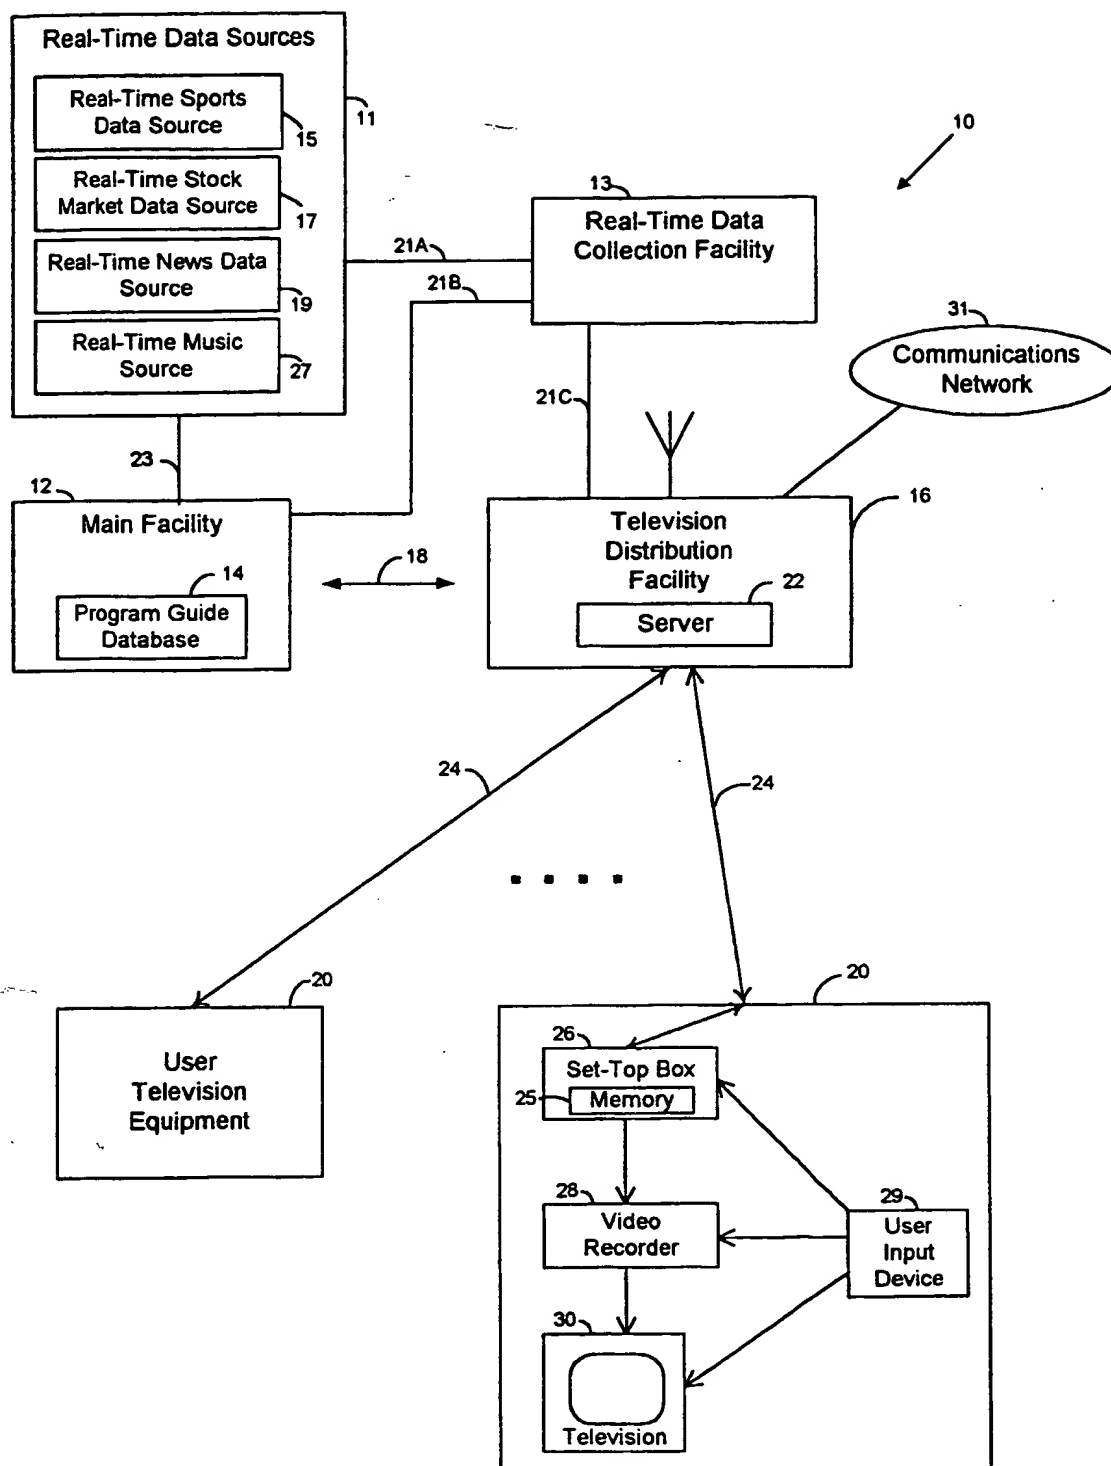 Real-Time Data Sources
Real-Time Sports
Data Source
15
11
Real-Time Stock
Market Data Source
17
Real-Time News Data
Source
19
Real-Time Music
Source
27
10
13
Real-Time Data
Collection Facility
21A
21B
21C
31
Communications
Network
23
12
Main Facility
14
Program Guide
Database
18
16
Television
Distribution
Facility
22
Server
24
24
20
User
Television
Equipment
20
26
Set-Top Box
25
Memory
28
Video
Recorder
29
User
Input
Device
30
Television